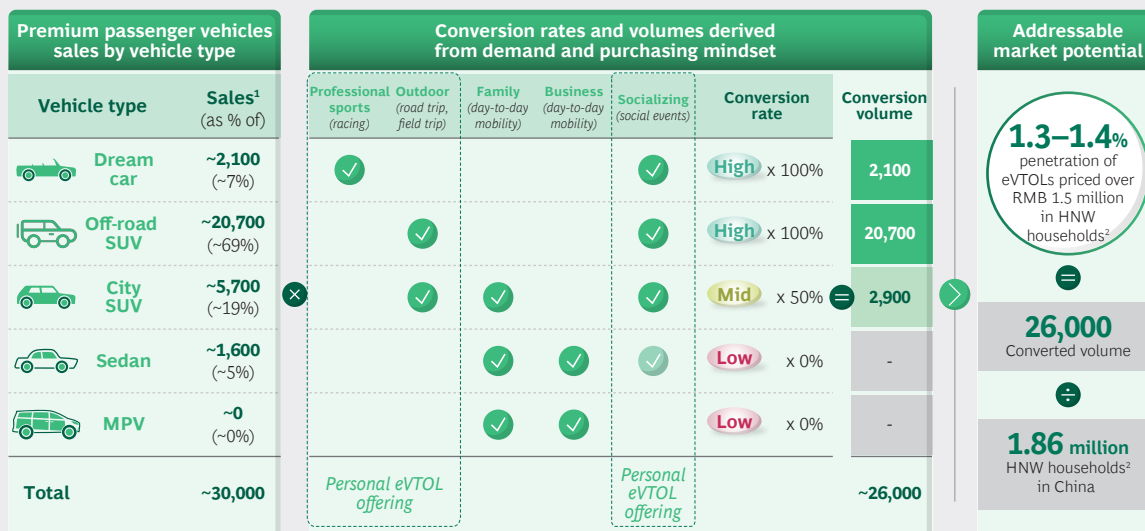 Premium passenger vehicles
sales by vehicle type
Conversion rates and volumes derived
from demand and purchasing mindset
Addressable
market potential
Vehicle type
Sales¹
(as % of)
Professional
sports
(racing)
Outdoor
(road trip,
field trip)
Family
(day-to-day
mobility)
Business
(day-to-day
mobility)
Socializing
(social events)
Conversion
rate
Conversion
volume
Dream
car
~2,100
(~7%)
High x 100%
2,100
Off-road
SUV
~20,700
(~69%)
High x 100%
20,700
City
SUV
~5,700
(~19%)
Mid x 50%
2,900
Sedan
~1,600
(~5%)
Low x 0%
-
MPV
~0
(~0%)
Low x 0%
-
Total
~30,000
Personal eVTOL
offering
Personal
eVTOL
offering
~26,000
1.3–1.4%
penetration of
eVTOLs priced over
RMB 1.5 million
in HNW
households²
=
26,000
Converted volume
÷
1.86 million
HNW households²
in China